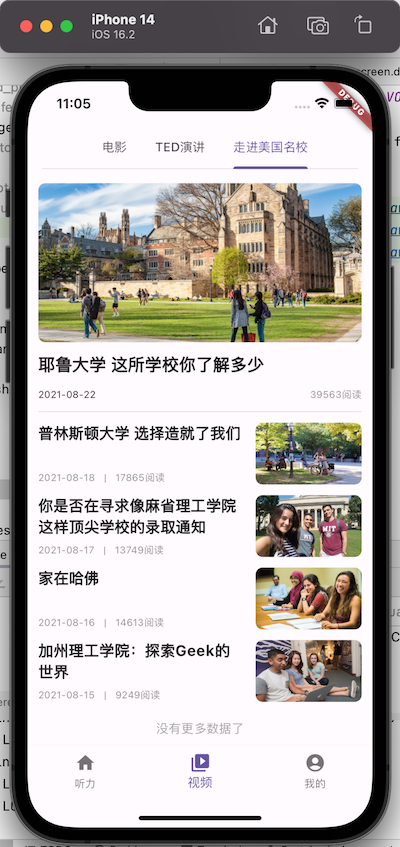 iPhone 14
iOS 16.2
screen.d
11:05
DEBUG
电影 TED演讲 走进美国名校
耶鲁大学 这所学校你了解多少
2021-08-22 39563阅读
普林斯顿大学 选择造就了我们
2021-08-18 | 17865阅读
你是否在寻求像麻省理工学院
这样顶尖学校的录取通知
2021-08-17 | 13749阅读
MIT
家在哈佛
2021-08-16 | 14613阅读
加州理工学院：探索Geek的
世界
2021-08-15 | 9249阅读
没有更多数据了
听力 视频 我的